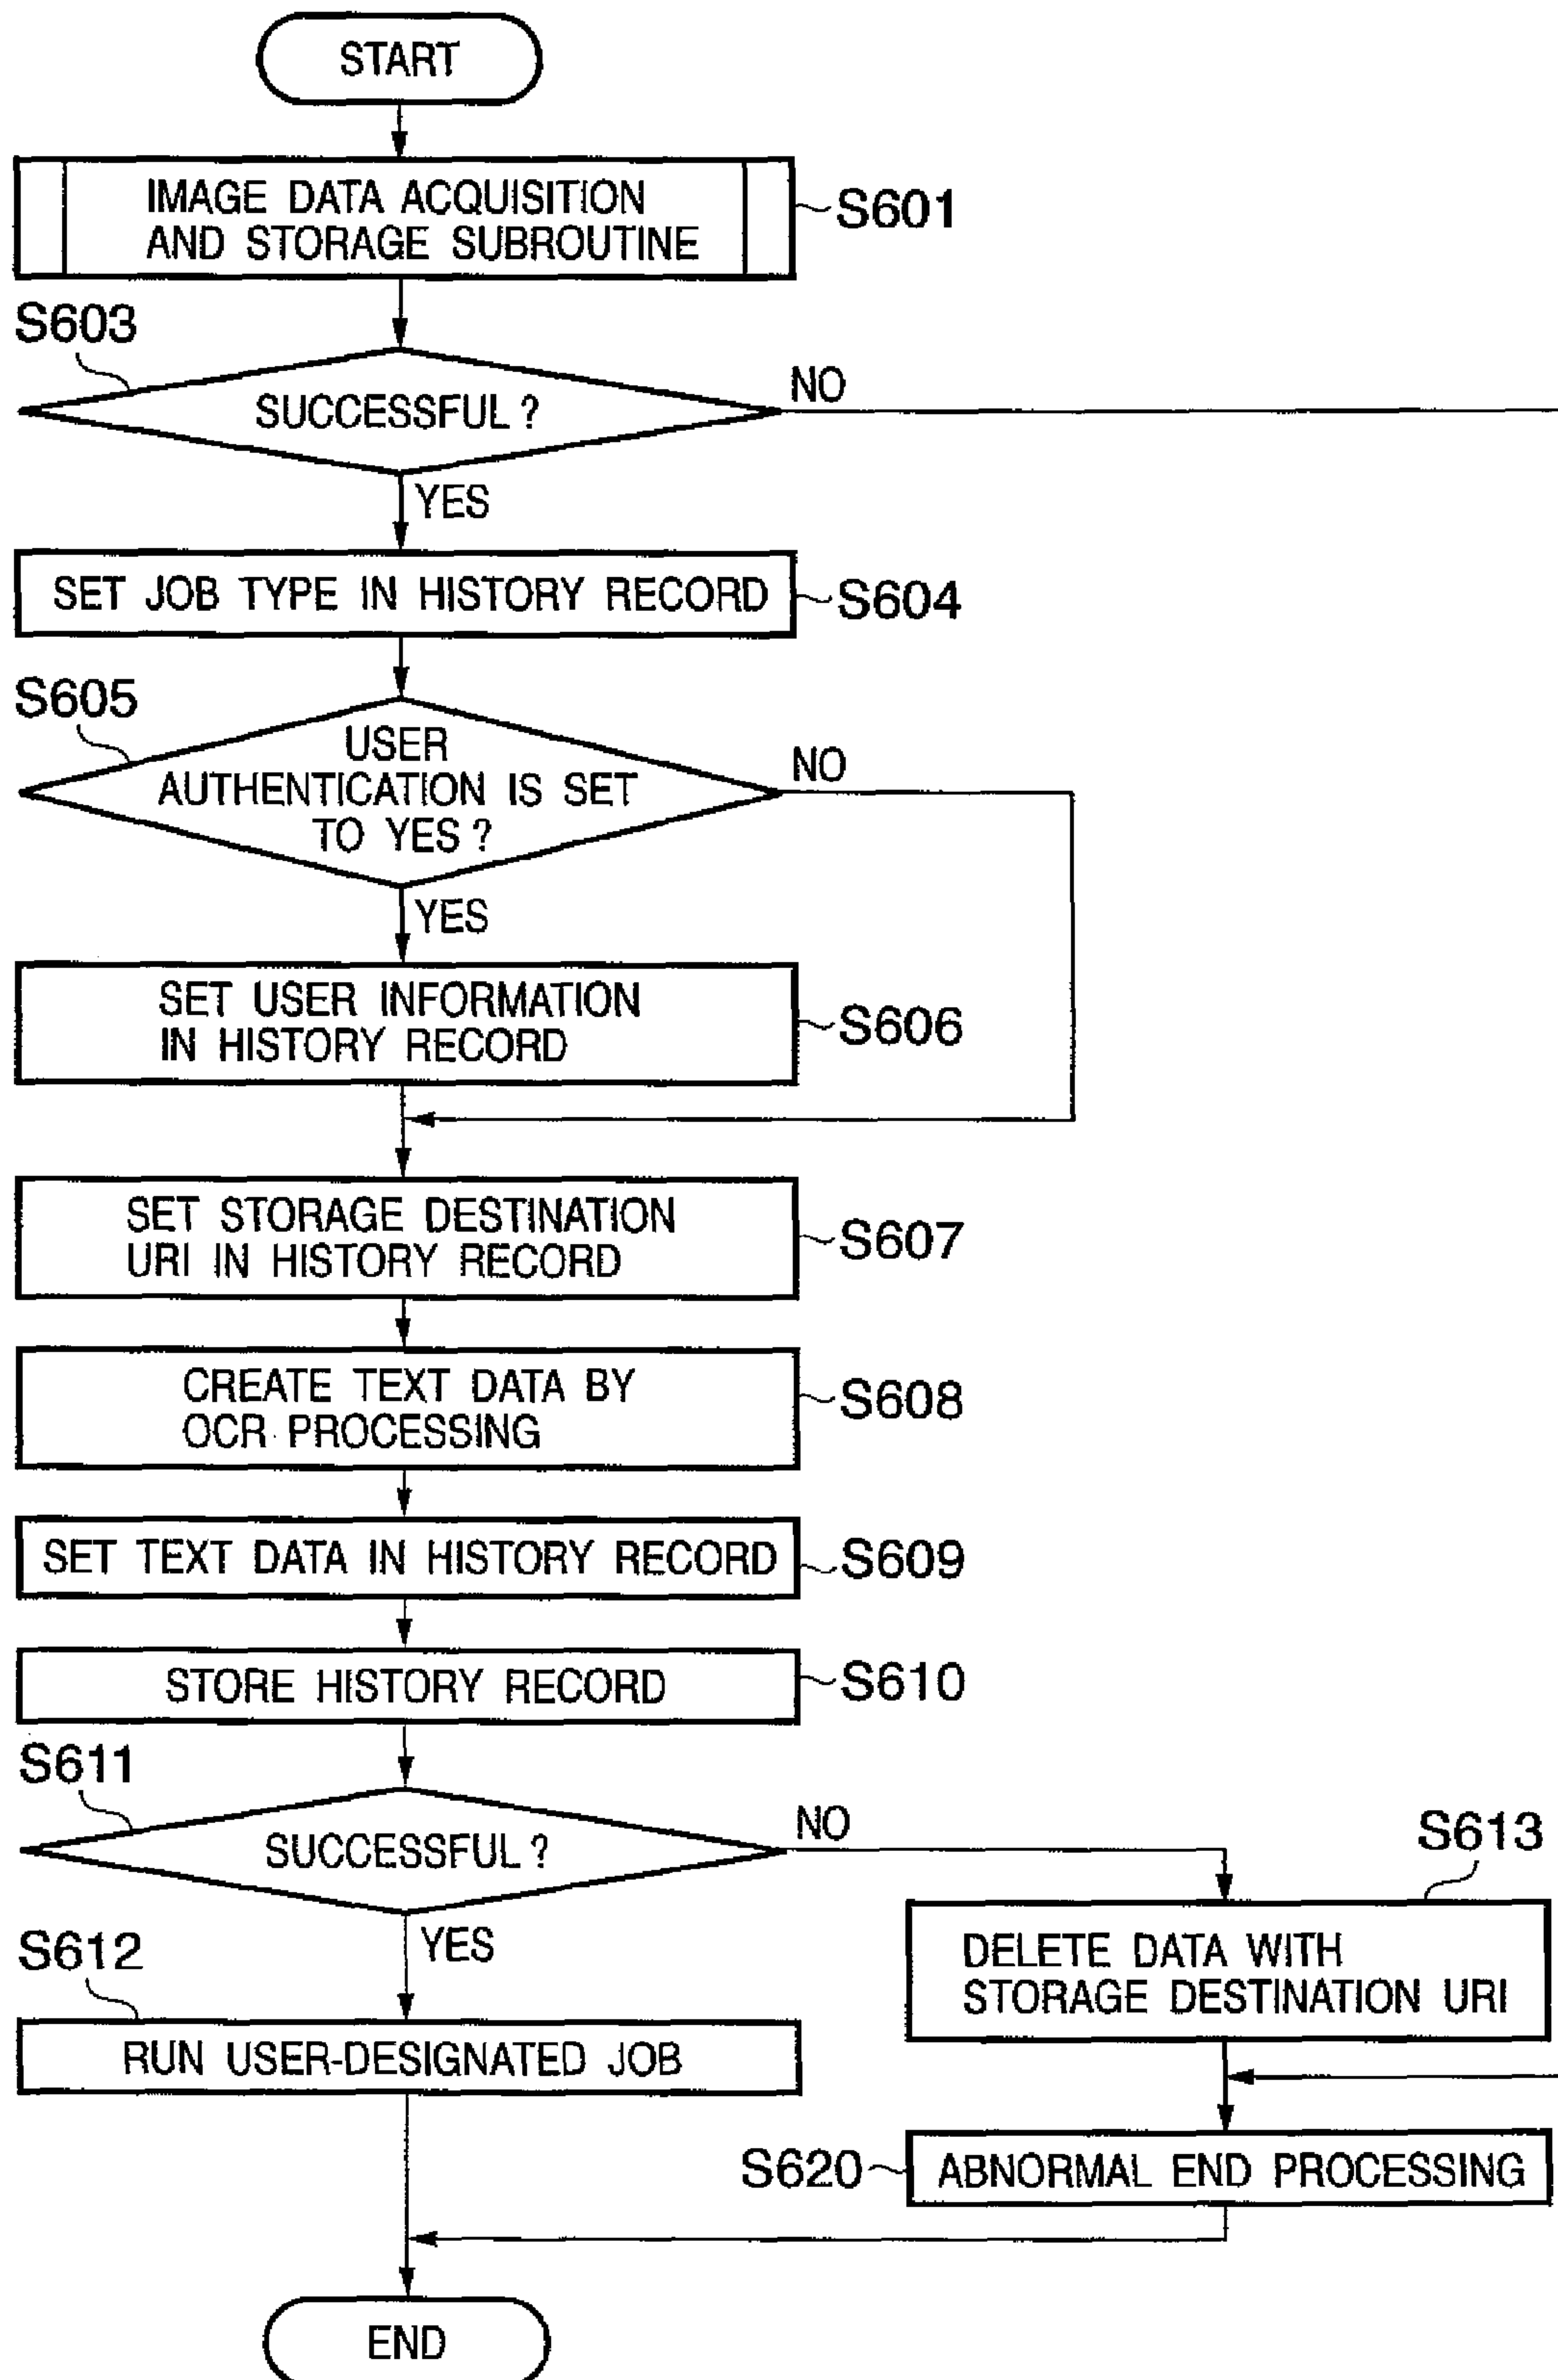 START
IMAGE DATA ACQUISITION
AND STORAGE SUBROUTINE
S601
S603
SUCCESSFUL ?
NO
YES
SET JOB TYPE IN HISTORY RECORD
S604
S605
USER
AUTHENTICATION IS SET
TO YES ?
NO
YES
SET USER INFORMATION
IN HISTORY RECORD
S606
SET STORAGE DESTINATION
URI IN HISTORY RECORD
S607
CREATE TEXT DATA BY
OCR PROCESSING
S608
SET TEXT DATA IN HISTORY RECORD
S609
STORE HISTORY RECORD
S610
S611
SUCCESSFUL ?
NO
YES
S613
DELETE DATA WITH
STORAGE DESTINATION URI
S612
RUN USER-DESIGNATED JOB
S620
ABNORMAL END PROCESSING
END